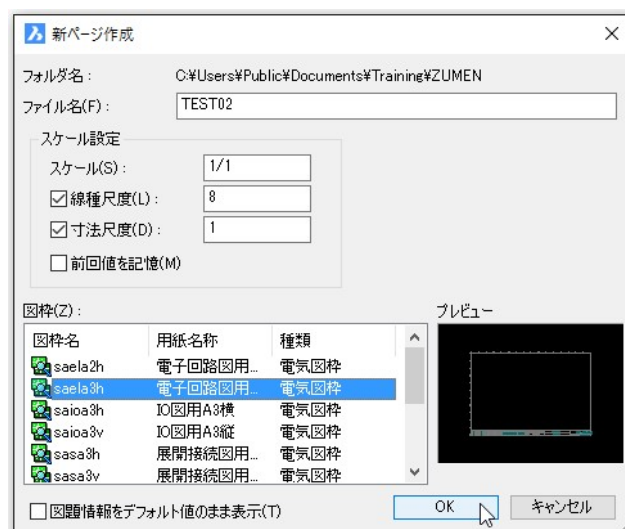 新ページ作成
フォルダ名: C:¥Users¥Public¥Documents¥Training¥ZUMEN
ファイル名(F): TEST02
スケール設定
スケール(S): 1/1
線種尺度(L): 8
寸法尺度(D): 1
前回値を記憶(M)
図枠(Z): プレビュー
図枠名 用紙名称 種類
saela2h 電子回路図用... 電気図枠
saela3h 電子回路図用... 電気図枠
saioa3h IO図用A3横 電気図枠
saioa3v IO図用A3縦 電気図枠
sasa3h 展開接続図用... 電気図枠
sasa3v 展開接続図用... 電気図枠
図題情報をデフォルト値のまま表示(T) OK キャンセル